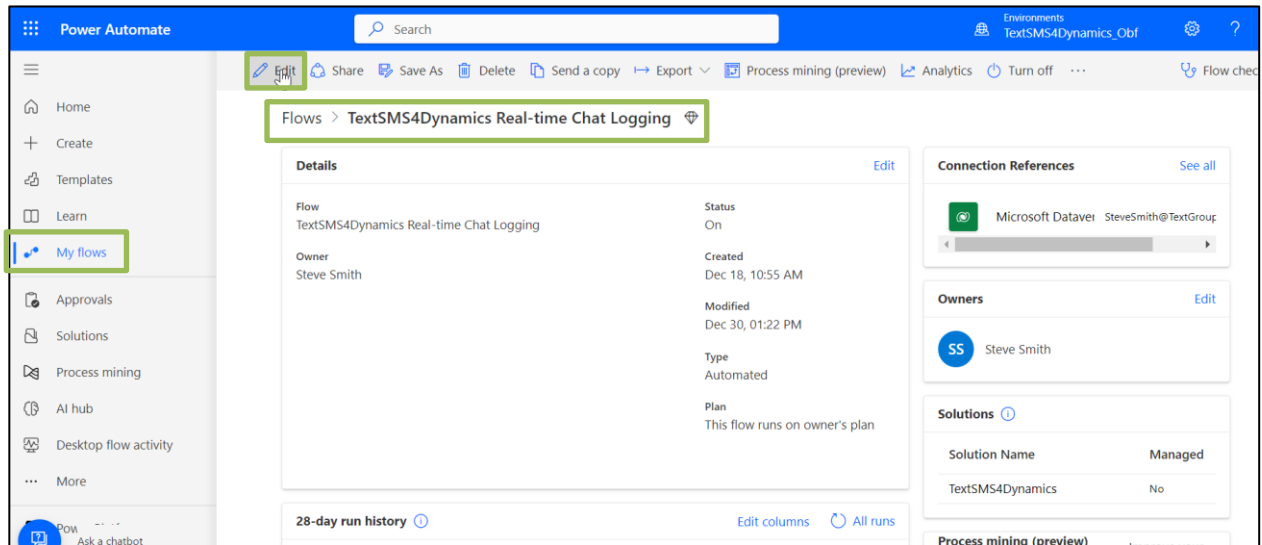 Power Automate
Search
Environments
TextSMS4Dynamics_Obf
?
Edit
Share
Save As
Delete
Send a copy
Export
Process mining (preview)
Analytics
Turn off
···
Flow chec
Home
Create
Templates
Learn
My flows
Approvals
Solutions
Process mining
AI hub
Desktop flow activity
More
Ask a chatbot
Flows > TextSMS4Dynamics Real-time Chat Logging
Details
Edit
Flow
TextSMS4Dynamics Real-time Chat Logging
Owner
Steve Smith
Status
On
Created
Dec 18, 10:55 AM
Modified
Dec 30, 01:22 PM
Type
Automated
Plan
This flow runs on owner's plan
28-day run history
Edit columns
All runs
Connection References
See all
Microsoft Dataver SteveSmith@TextGroup
Owners
Edit
SS
Steve Smith
Solutions
Solution Name Managed
TextSMS4Dynamics No
Process mining (preview)